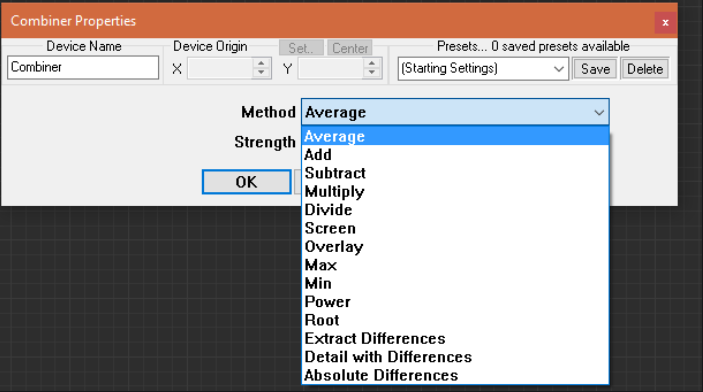 Combiner Properties
x
Device Name
Device Origin
Set..
Center
Presets... 0 saved presets available
Combiner
X
Y
(Starting Settings)
Save
Delete
Method
Average
Strength
Average
Add
Subtract
Multiply
OK
Divide
Screen
Overlay
Max
Min
Power
Root
Extract Differences
Detail with Differences
Absolute Differences